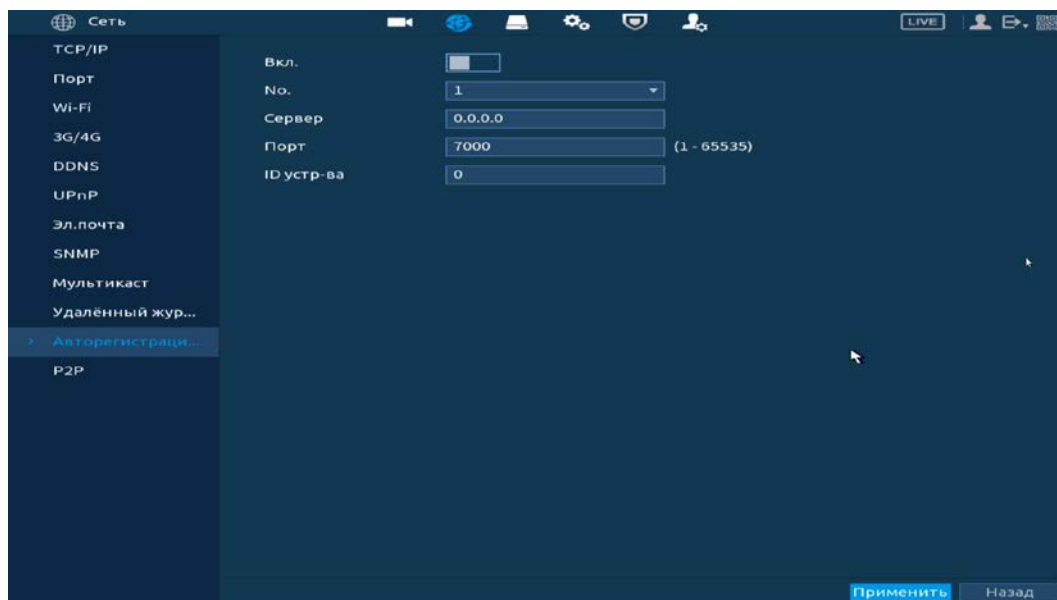 Сеть
LIVE
TCP/IP
Порт
Wi-Fi
3G/4G
DDNS
UPnP
Эл.почта
SNMP
Мультикаст
Удалённый жур...
Авторегистраци...
P2P
Вкл.
No. 1
Сервер 0.0.0.0
Порт 7000 (1 - 65535)
ID устр-ва 0
Применить Назад